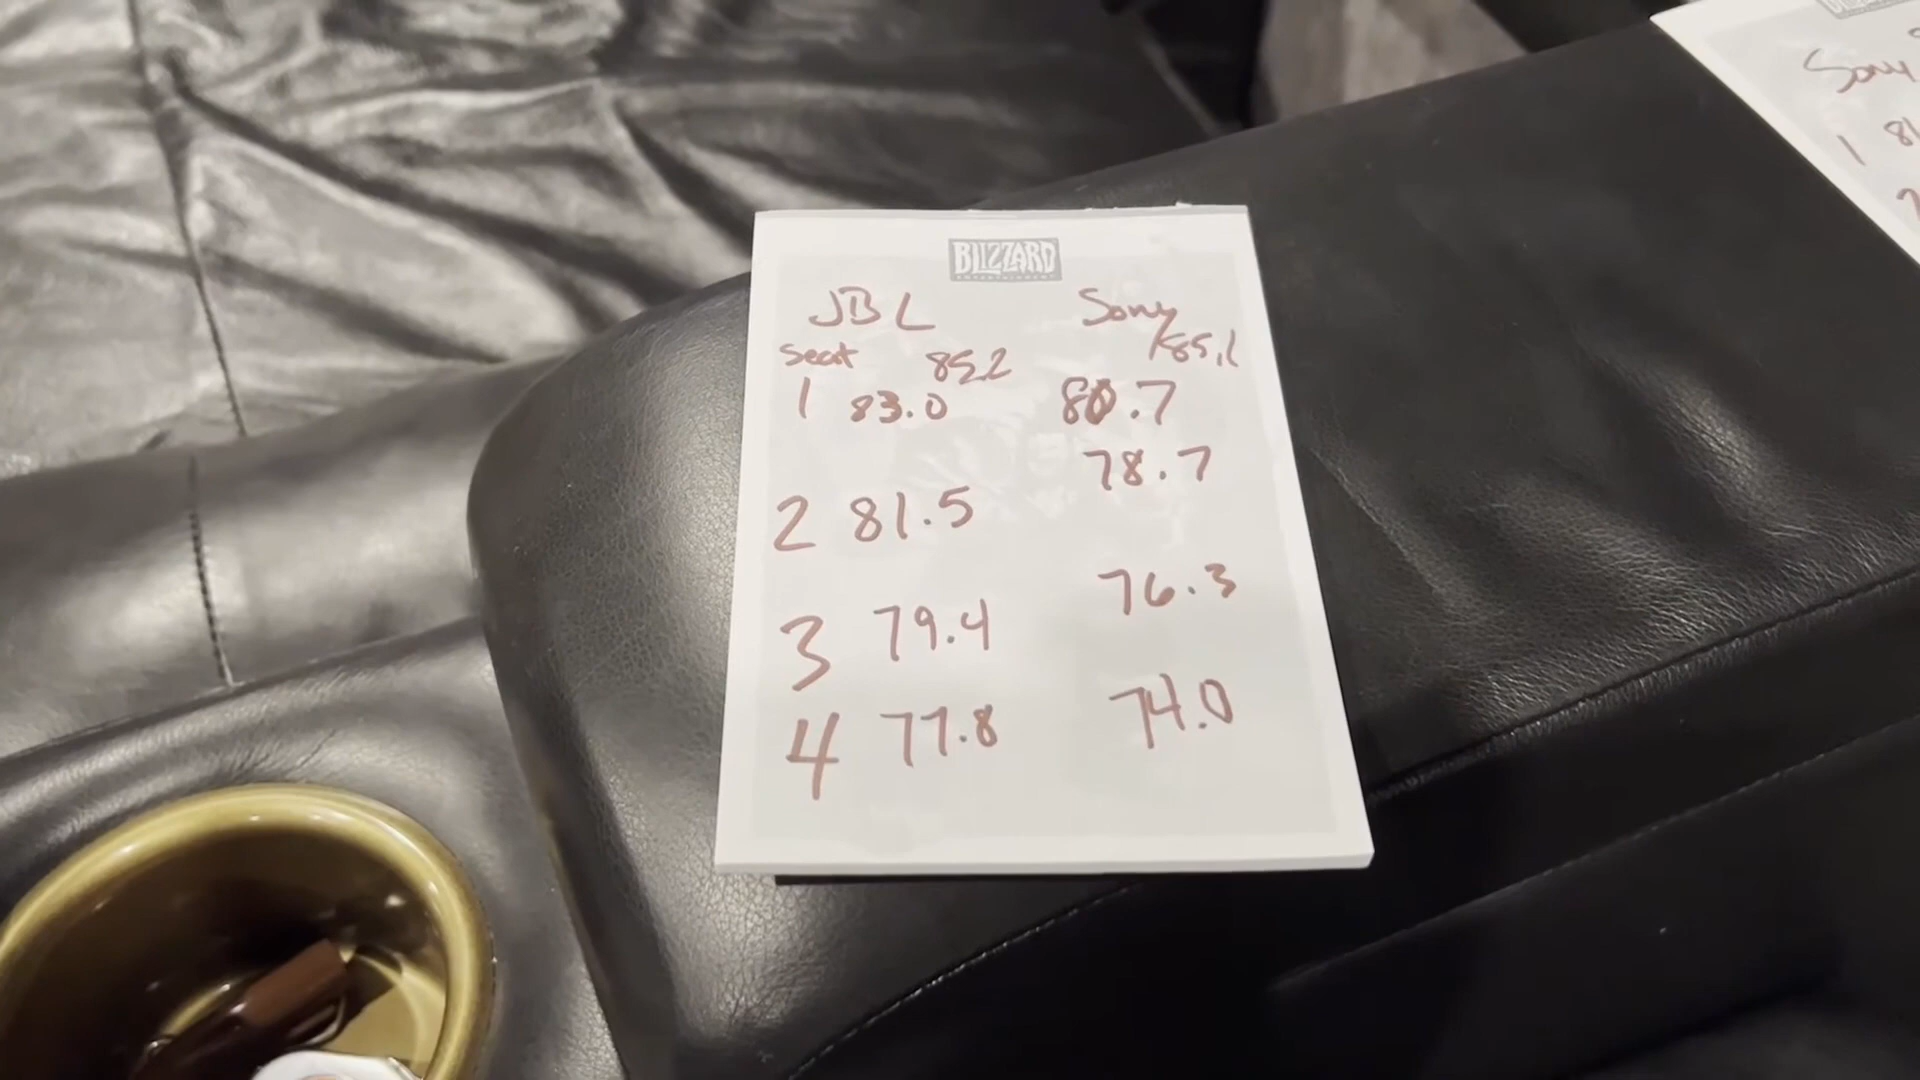 BLIZZARD
ENTERTAINMENT
JBL Sony
Seat 85.2 85.1
1 83.0 80.7
78.7
2 81.5
76.3
3 79.4
74.0
4 77.8
Sony
1